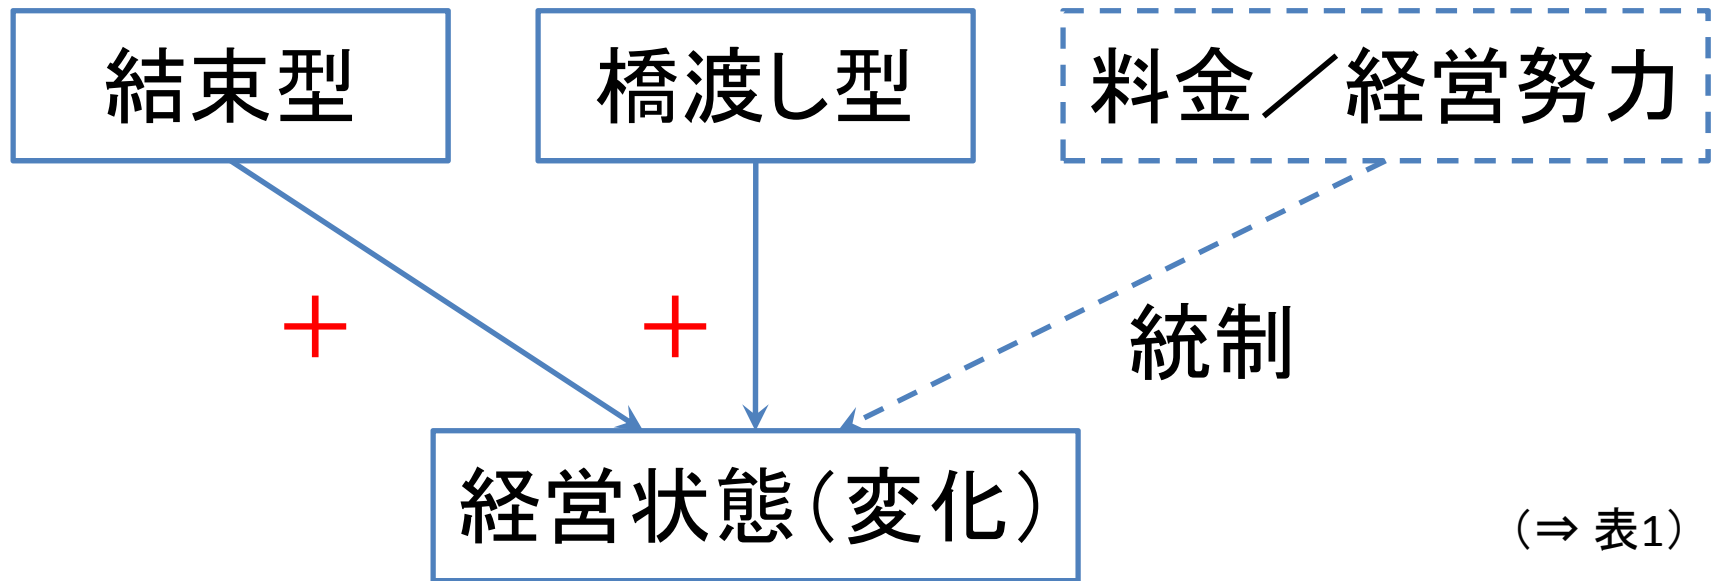 結束型
橋渡し型
料金／経営努力
＋
＋
統制
経営状態（変化）
（⇒ 表1）